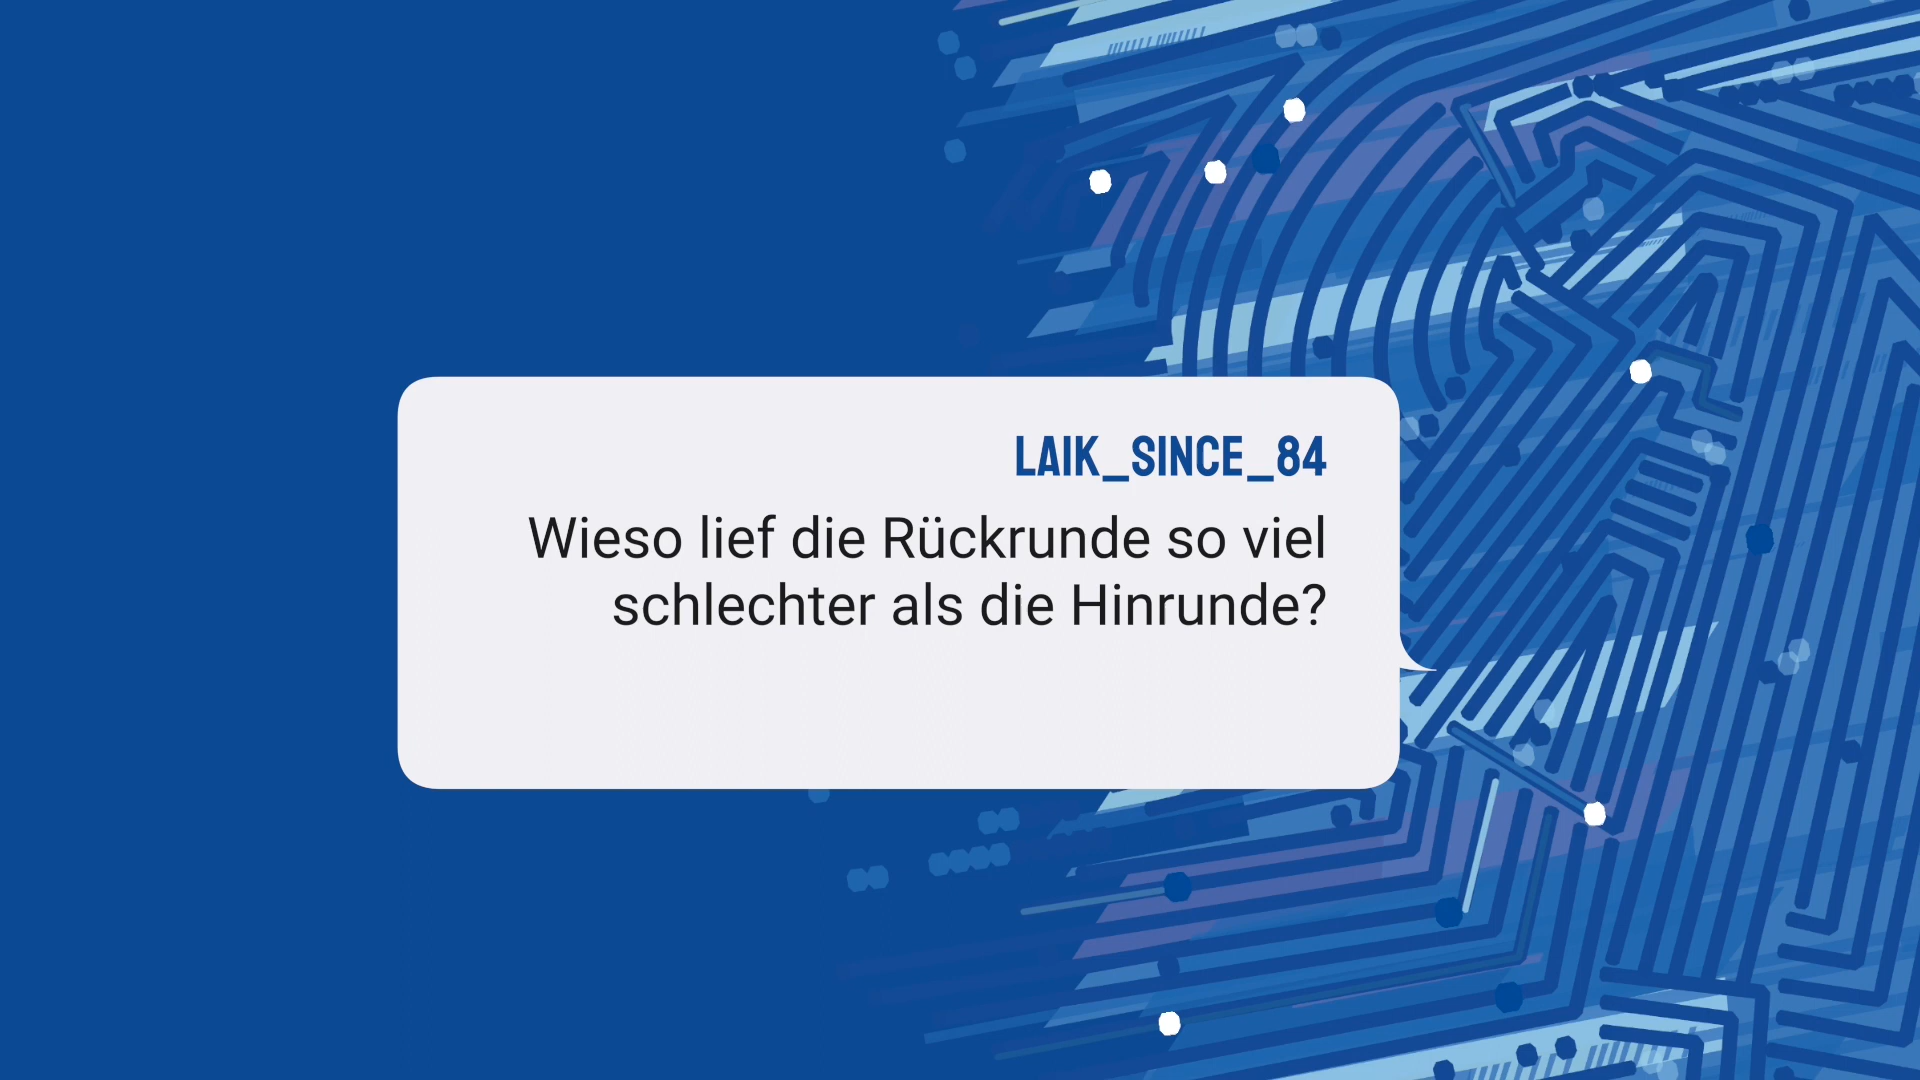 LAIK_SINCE_84
Wieso lief die Rückrunde so viel
schlechter als die Hinrunde?